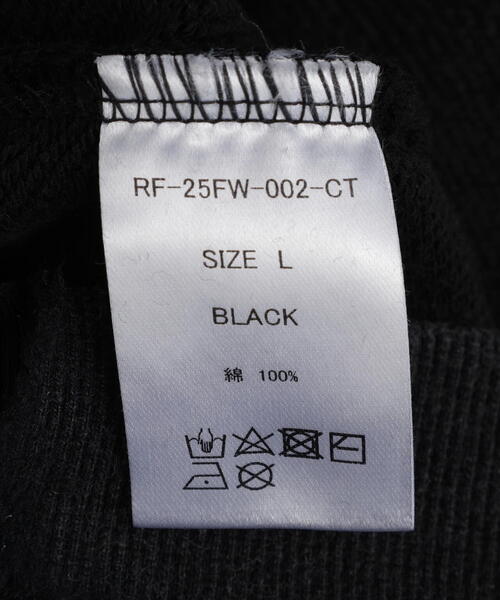 RF-25FW-002-CT
SIZE L
BLACK
綿 100%